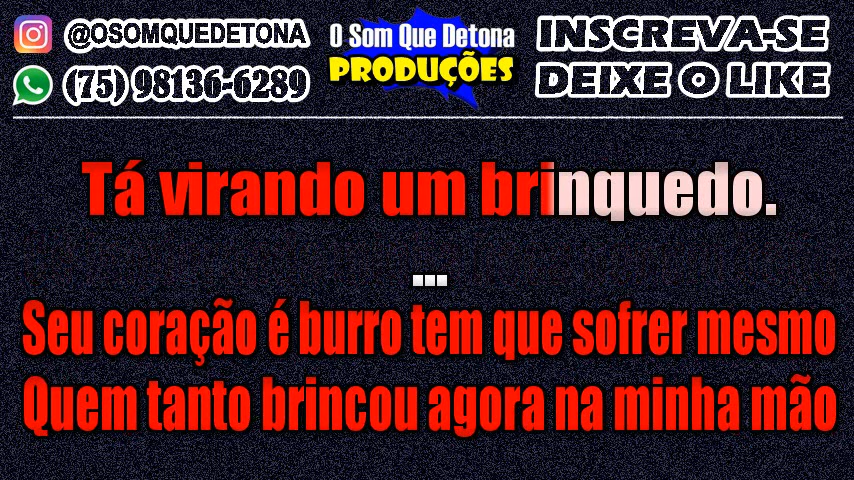 @OSOMQUEDETONA
(75) 98136-6289
O Som Que Detona
PRODUÇÕES
INSCREVA-SE
DEIXE O LIKE
Tá virando um brinquedo.
...
Seu coração é burro tem que sofrer mesmo
Quem tanto brincou agora na minha mão